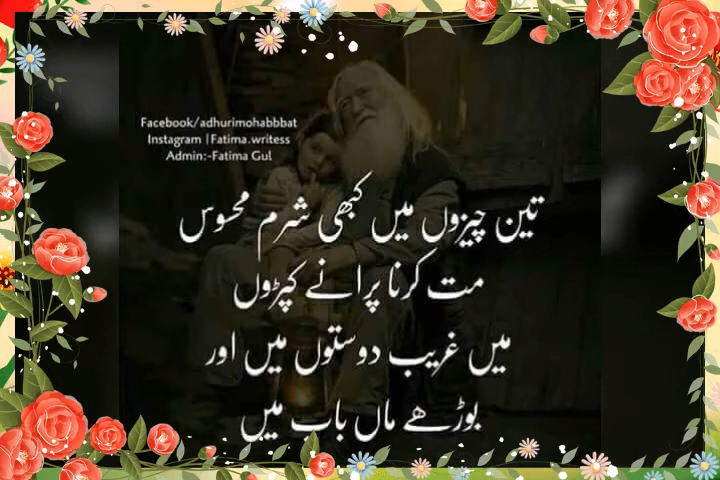 Facebook/adhurimohabbbat
Instagram |Fatima.writess
Admin:-Fatima Gul
تین چیزوں میں کبھی شرم محسوس
مت کرنا پرانے کپڑوں
میں غریب دوستوں میں اور
بوڑھے ماں باپ میں